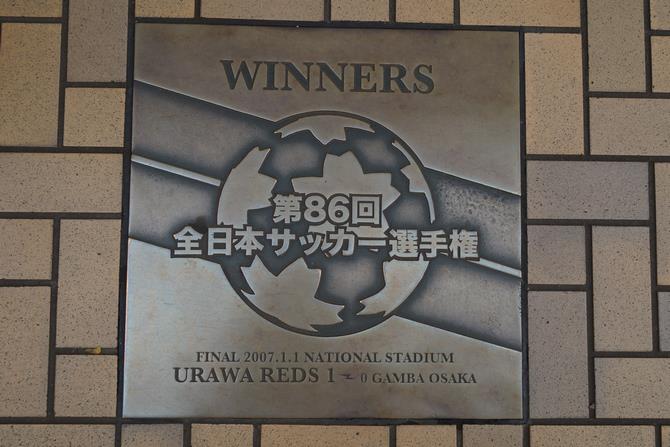 WINNERS
第86回
全日本サッカー選手権
FINAL 2007.1.1 NATIONAL STADIUM
URAWA REDS 1 - 0 GAMBA OSAKA